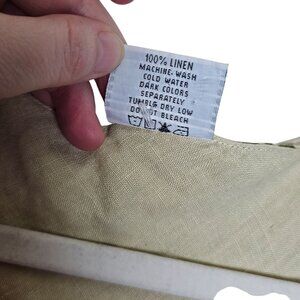 100% LINEN
MACHINE WASH
COLD WATER
DARK COLORS
SEPARATELY
TUMBLE DRY LOW
DO NOT BLEACH